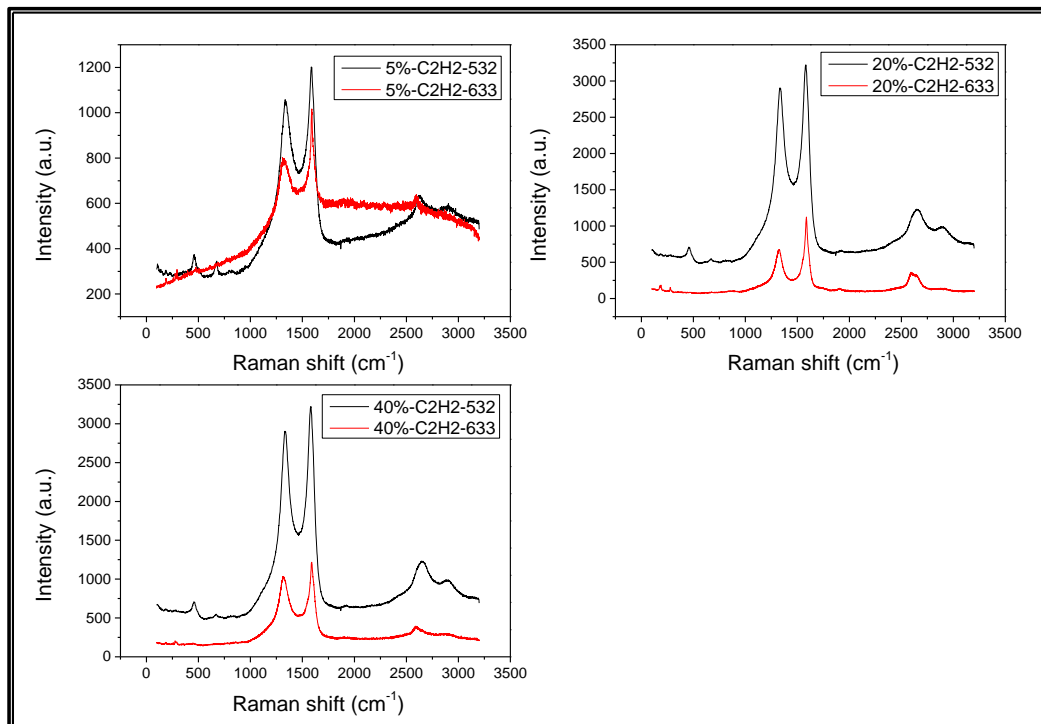 5%-C2H2-532
5%-C2H2-633
1200
1000
800
600
400
200
0 500 1000 1500 2000 2500 3000 3500
Intensity (a.u.)
Raman shift (cm-1)
20%-C2H2-532
20%-C2H2-633
3500
3000
2500
2000
1500
1000
500
0
0 500 1000 1500 2000 2500 3000 3500
Intensity (a.u.)
Raman shift (cm-1)
40%-C2H2-532
40%-C2H2-633
3500
3000
2500
2000
1500
1000
500
0
0 500 1000 1500 2000 2500 3000 3500
Intensity (a.u.)
Raman shift (cm-1)